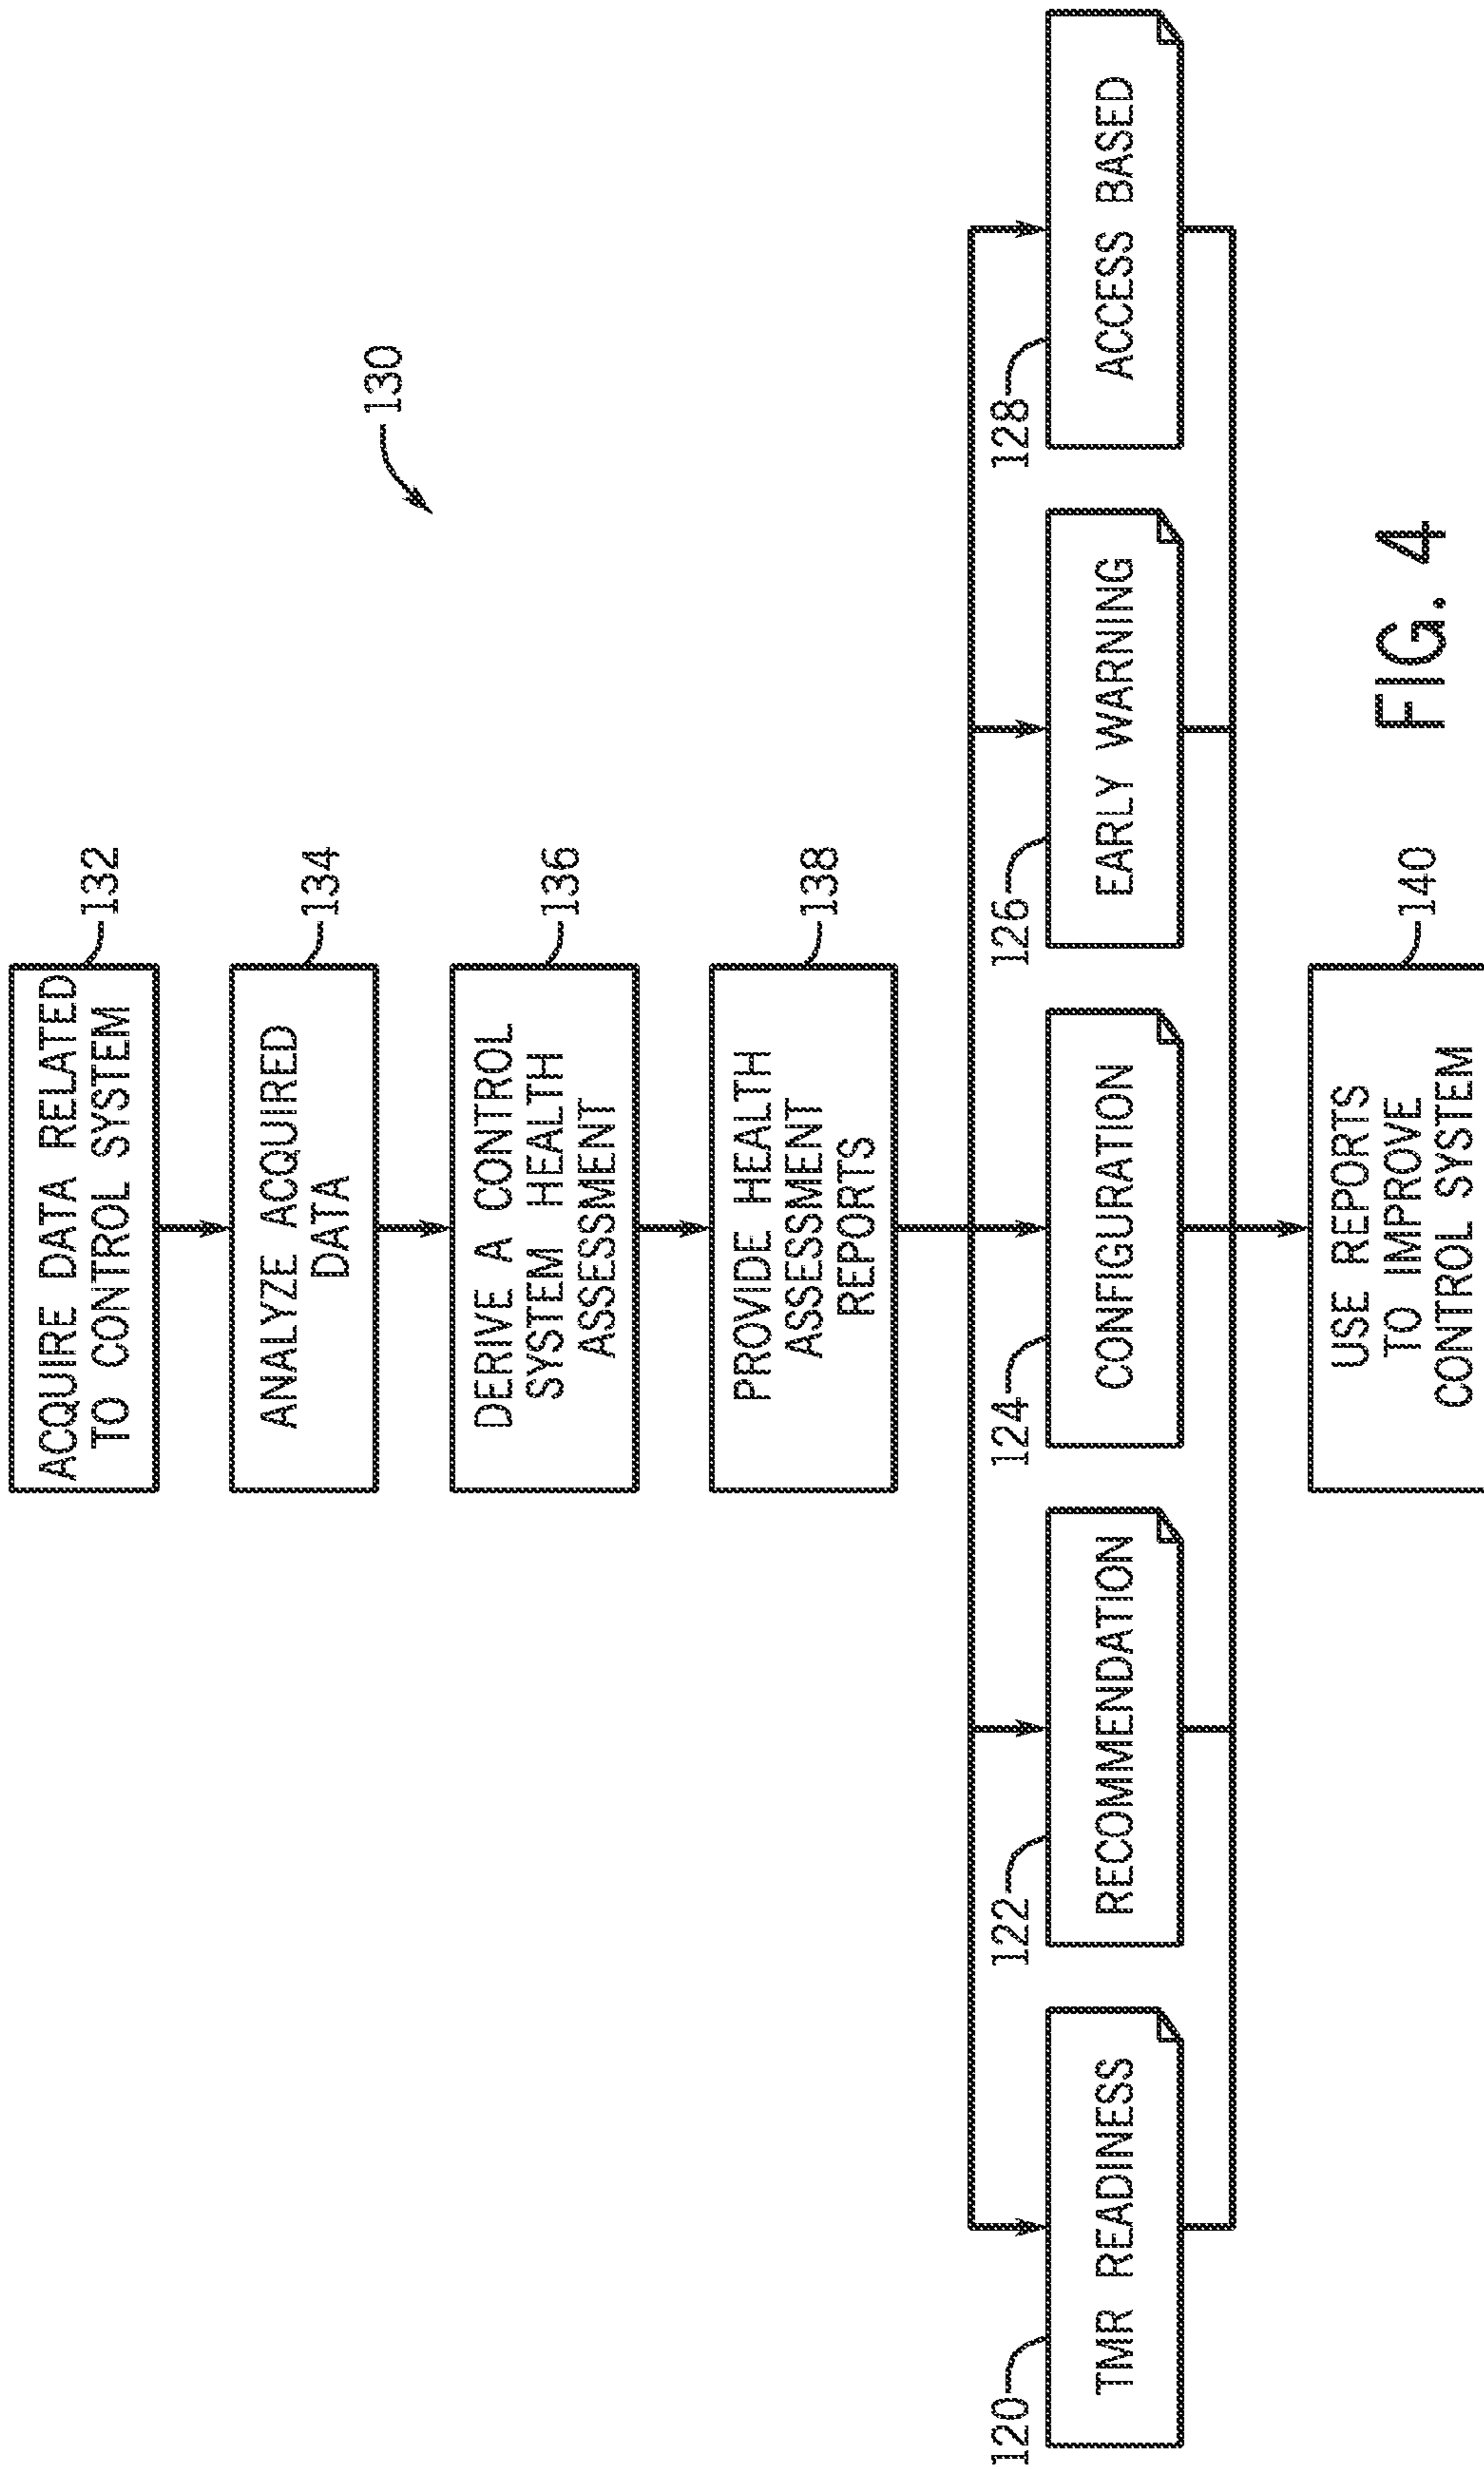 130
ACQUIRE DATA RELATED
TO CONTROL SYSTEM
132
ANALYZE ACQUIRED
DATA
134
DERIVE A CONTROL
SYSTEM HEALTH
ASSESSMENT
136
PROVIDE HEALTH
ASSESSMENT
REPORTS
138
120
TMR READINESS
122
RECOMMENDATION
124
CONFIGURATION
126
EARLY WARNING
128
ACCESS BASED
USE REPORTS
TO IMPROVE
CONTROL SYSTEM
140
FIG. 4